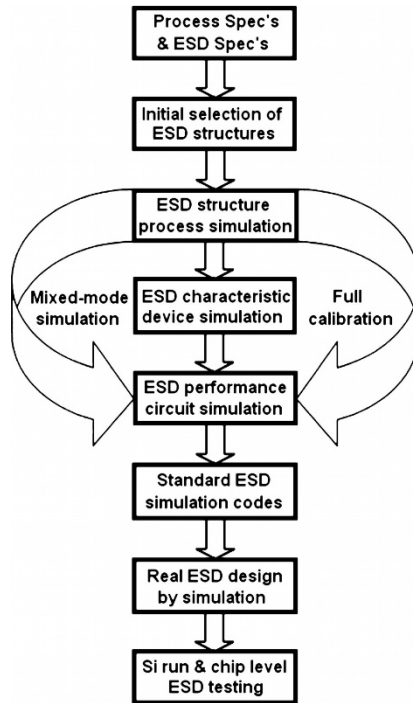 Process Spec's
& ESD Spec's
Initial selection of
ESD structures
ESD structure
process simulation
Mixed-mode
simulation
ESD characteristic
device simulation
Full
calibration
ESD performance
circuit simulation
Standard ESD
simulation codes
Real ESD design
by simulation
Si run & chip level
ESD testing